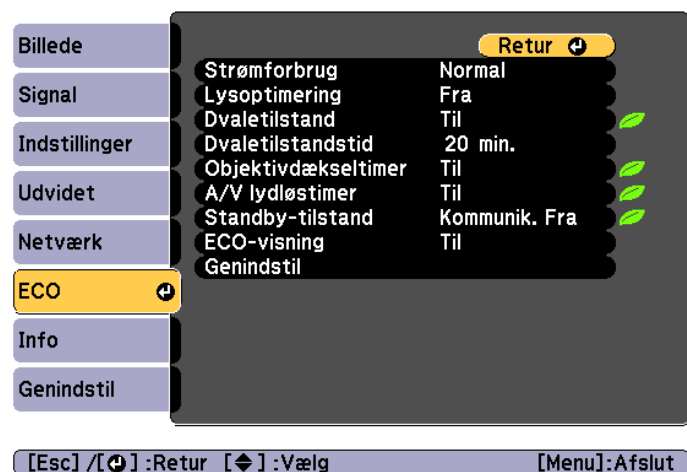 Billede
Signal
Indstillinger
Udvidet
Netværk
ECO
Info
Genindstil
Retur
Strømforbrug Normal
Lysoptimering Fra
Dvaletilstand Til
Dvaletilstandstid 20 min.
Objektivdækseltimer Til
A/V lydløstimer Til
Standby-tilstand Kommunik. Fra
ECO-visning Til
Genindstil
[Esc] /[⏎] :Retur [◆] :Vælg [Menu]:Afslut